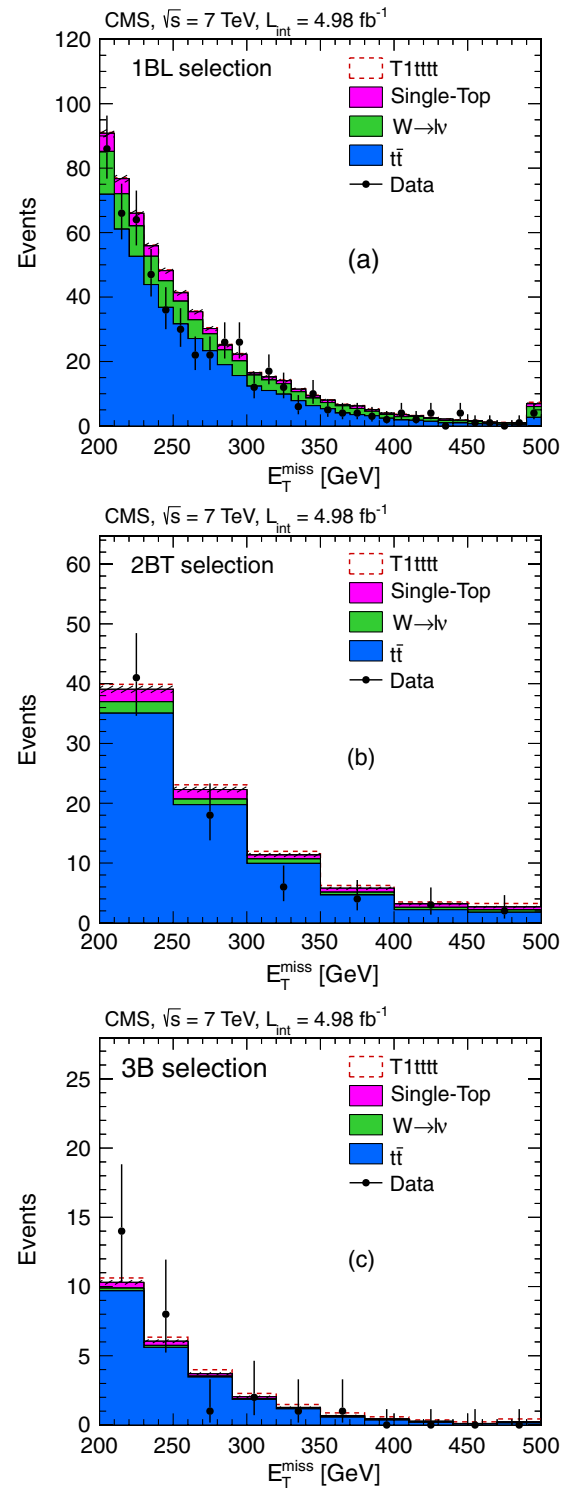 CMS, √s = 7 TeV, L_int = 4.98 fb⁻¹
120
1BL selection
T1tttt
Single-Top
W→lν
tt̄
Data
100
80
60
40
20
0
Events
(a)
200 250 300 350 400 450 500
E_T^miss [GeV]
CMS, √s = 7 TeV, L_int = 4.98 fb⁻¹
2BT selection
T1tttt
Single-Top
W→lν
tt̄
Data
60
50
40
30
20
10
0
Events
(b)
200 250 300 350 400 450 500
E_T^miss [GeV]
CMS, √s = 7 TeV, L_int = 4.98 fb⁻¹
3B selection
T1tttt
Single-Top
W→lν
tt̄
Data
25
20
15
10
5
0
Events
(c)
200 250 300 350 400 450 500
E_T^miss [GeV]